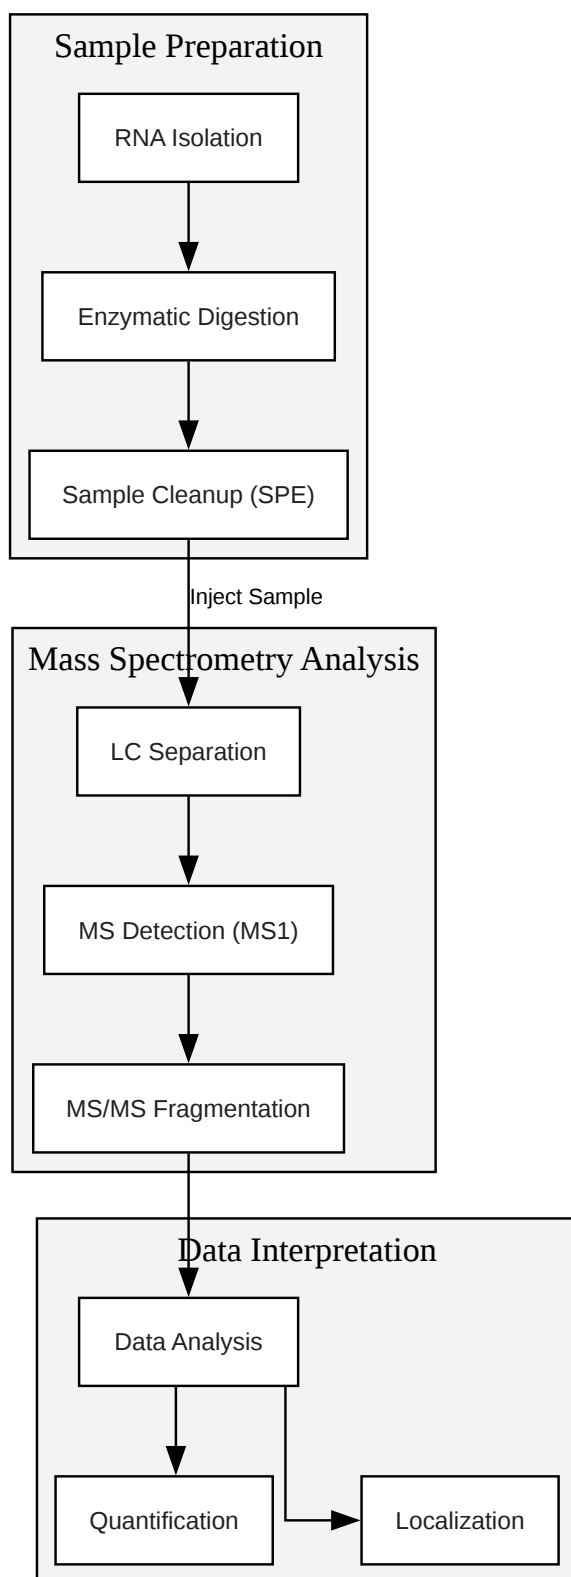 Sample Preparation
RNA Isolation
Enzymatic Digestion
Sample Cleanup (SPE)
Inject Sample
Mass Spectrometry Analysis
LC Separation
MS Detection (MS1)
MS/MS Fragmentation
Data Interpretation
Data Analysis
Quantification
Localization